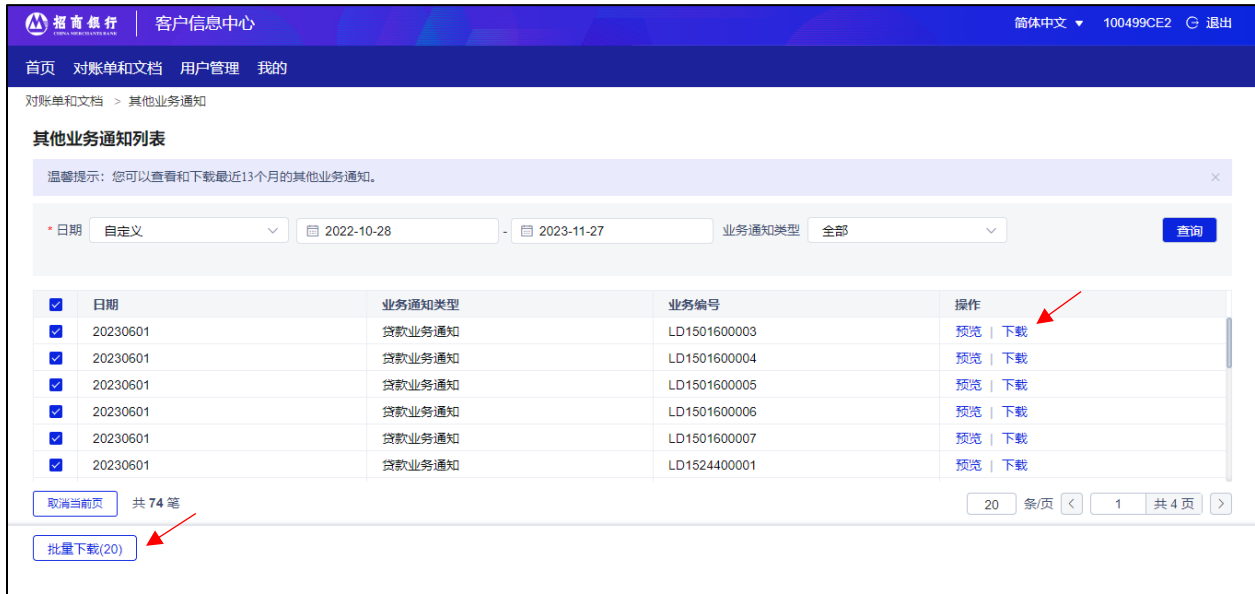 招商银行 客户信息中心 简体中文 ▼ 100499CE2 退出
CHINA MERCHANTS BANK
首页 对账单和文档 用户管理 我的
对账单和文档 > 其他业务通知
其他业务通知列表
温馨提示：您可以查看和下载最近13个月的其他业务通知。 ×
* 日期 自定义 2022-10-28 - 2023-11-27 业务通知类型 全部 查询
日期 业务通知类型 业务编号 操作
20230601 贷款业务通知 LD1501600003 预览 | 下载
20230601 贷款业务通知 LD1501600004 预览 | 下载
20230601 贷款业务通知 LD1501600005 预览 | 下载
20230601 贷款业务通知 LD1501600006 预览 | 下载
20230601 贷款业务通知 LD1501600007 预览 | 下载
20230601 贷款业务通知 LD1524400001 预览 | 下载
取消当前页 共 74 笔 20 条/页 < 1 共 4 页 >
批量下载(20)